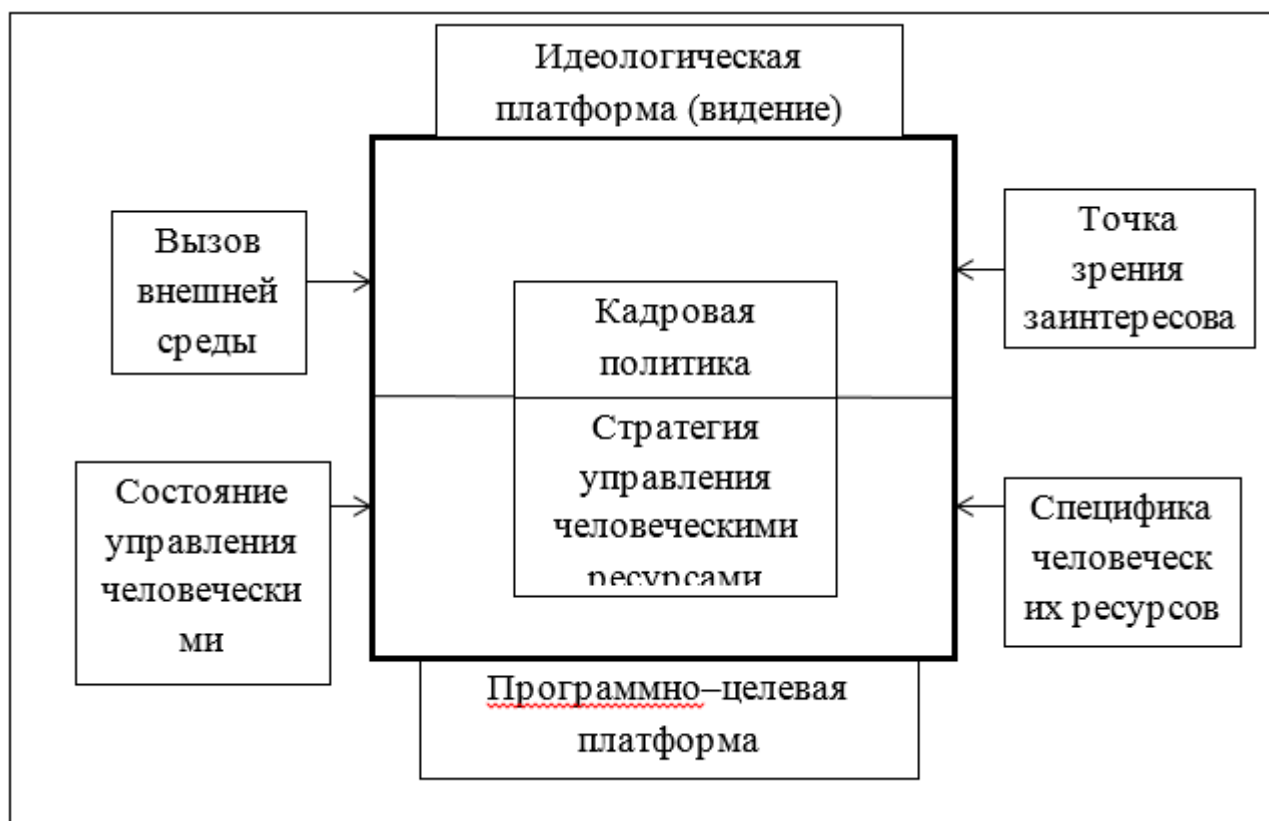 Идеологическая
платформа (видение)
Вызов
внешней
среды
Точка
зрения
заинтересова
Кадровая
политика
Стратегия
управления
человеческими
ресурсами
Состояние
управления
человечески
ми
Специфика
человеческ
их ресурсов
Программно–целевая
платформа